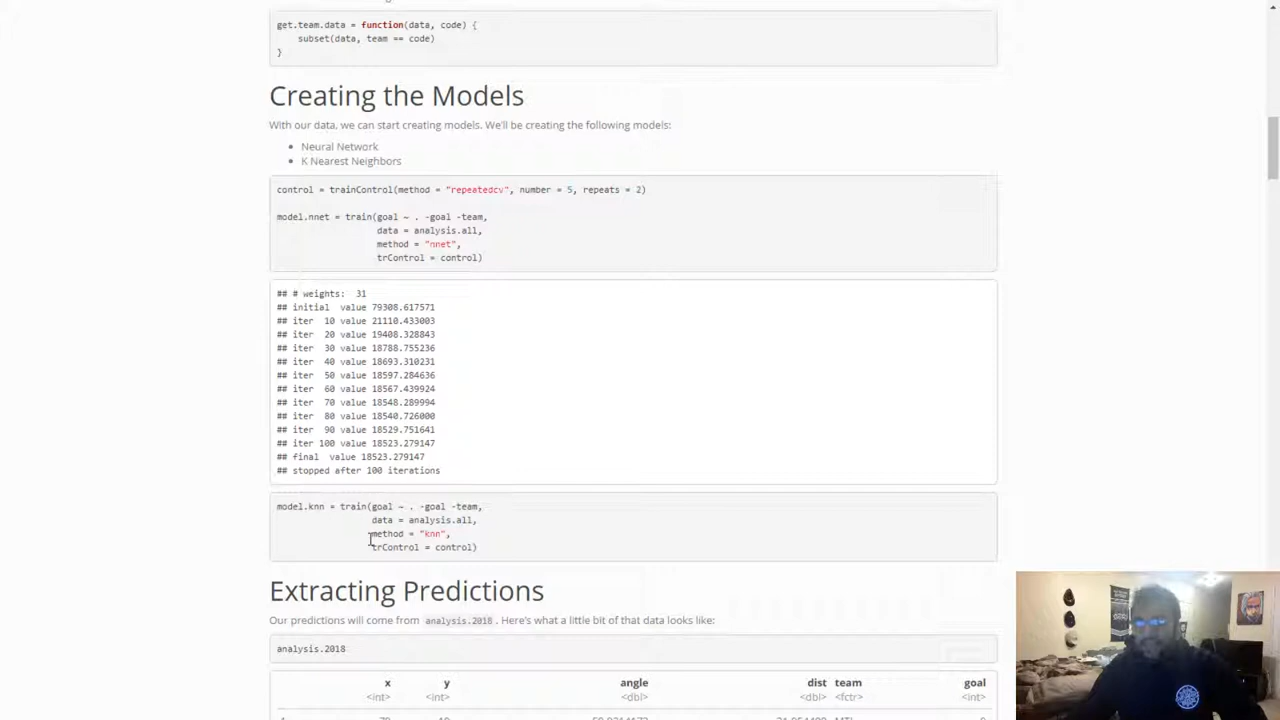 get.team.data = function(data, code) {
subset(data, team == code)
}
Creating the Models
With our data, we can start creating models. We'll be creating the following models:
• Neural Network
• K Nearest Neighbors
control = trainControl(method = "repeatedcv", number = 5, repeats = 2)
model.nnet = train(goal ~ . -goal -team,
data = analysis.all,
method = "nnet",
trControl = control)
## # weights:  31
## initial  value 79308.617571
## iter  10 value 21110.433003
## iter  20 value 19408.328843
## iter  30 value 18788.755236
## iter  40 value 18693.310231
## iter  50 value 18597.284636
## iter  60 value 18567.439924
## iter  70 value 18548.289994
## iter  80 value 18540.726000
## iter  90 value 18529.751641
## iter 100 value 18523.279147
## final  value 18523.279147
## stopped after 100 iterations
model.knn = train(goal ~ . -goal -team,
data = analysis.all,
method = "knn",
trControl = control)
Extracting Predictions
Our predictions will come from analysis.2018. Here's what a little bit of that data looks like:
analysis.2018
x y angle dist team goal
<int> <int> <dbl> <dbl> <fctr> <int>